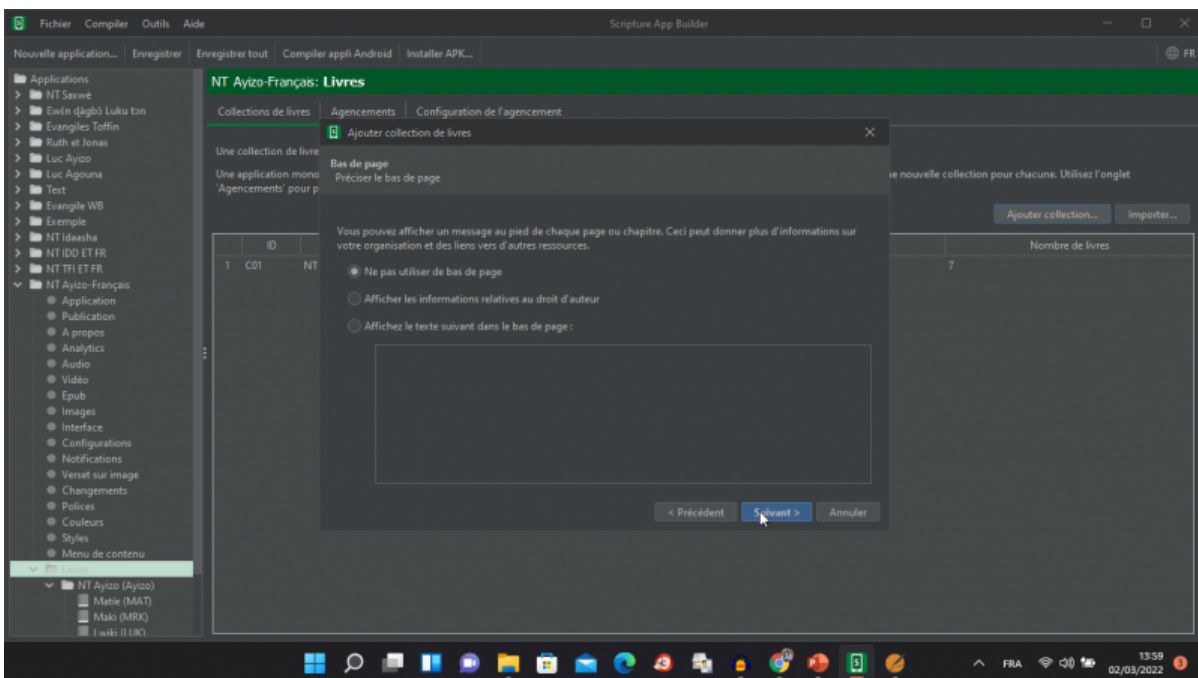 Fichier Compiler Outils Aide
Scripture App Builder
Nouvelle application... Enregistrer Enregistrer tout Compiler appli Android Installer APK...
FR
Applications
NT Saxwè
Ewén dagbò Luku tɔn
Evangiles Toffin
Ruth et Jonas
Luc Ayizo
Luc Agouna
Text
Evangile WB
Exemple
NT Idaasha
NT IDD ET FR
NT TFI ET FR
NT Ayizo-Français
Application
Publication
A propos
Analytics
Audio
Vidéo
Epub
Images
Interface
Configurations
Notifications
Verset sur image
Changements
Polices
Couleurs
Styles
Menu de contenu
Livres
NT Ayizo (Ayizo)
Matie (MAT)
Maki (MRK)
Lwiki (LUK)
NT Ayizo-Français: Livres
Collections de livres Agencements Configuration de l'agencement
Une collection de livre
Une application mono
'Agencements' pour p
ne nouvelle collection pour chacune. Utilisez l'onglet
Ajouter collection... Importer...
ID Nombre de livres
1 C01 NT 7
Ajouter collection de livres
Bas de page
Préciser le bas de page
Vous pouvez afficher un message au pied de chaque page ou chapitre. Ceci peut donner plus d'informations sur
votre organisation et des liens vers d'autres ressources.
Ne pas utiliser de bas de page
Afficher les informations relatives au droit d'auteur
Affichez le texte suivant dans le bas de page :
< Précédent Suivant > Annuler
FRA
13:59
02/03/2022
3